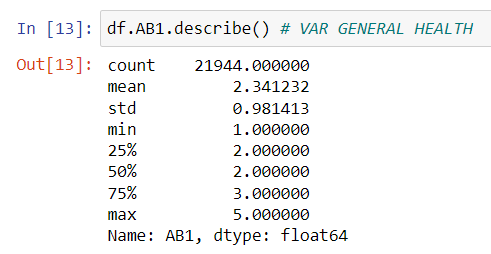 In [13]: df.AB1.describe() # VAR GENERAL HEALTH
Out[13]: count    21944.000000
mean         2.341232
std          0.981413
min          1.000000
25%          2.000000
50%          2.000000
75%          3.000000
max          5.000000
Name: AB1, dtype: float64